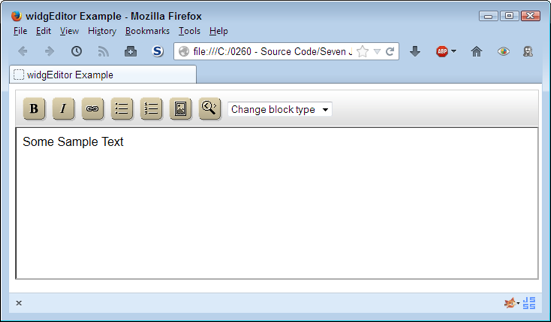 widgEditor Example - Mozilla Firefox
File Edit View History Bookmarks Tools Help
S file:///C:/0260 - Source Code/Seven J ABP
widgEditor Example
B I Change block type
Some Sample Text